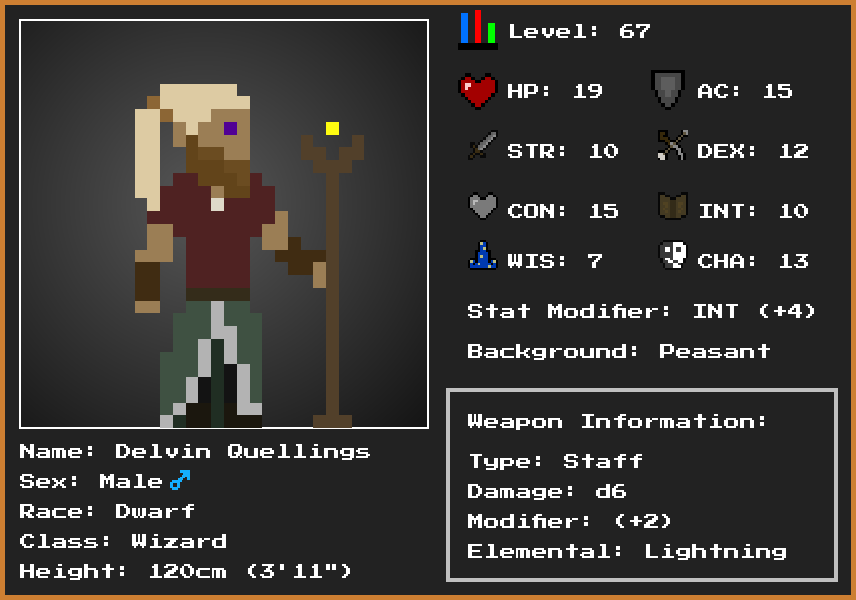 Level: 67
HP: 19 AC: 15
STR: 10 DEX: 12
CON: 15 INT: 10
WIS: 7 CHA: 13
Stat Modifier: INT (+4)
Background: Peasant
Weapon Information:
Type: Staff
Damage: d6
Modifier: (+2)
Elemental: Lightning
Name: Delvin Quellings
Sex: Male ♂
Race: Dwarf
Class: Wizard
Height: 120cm (3'11")